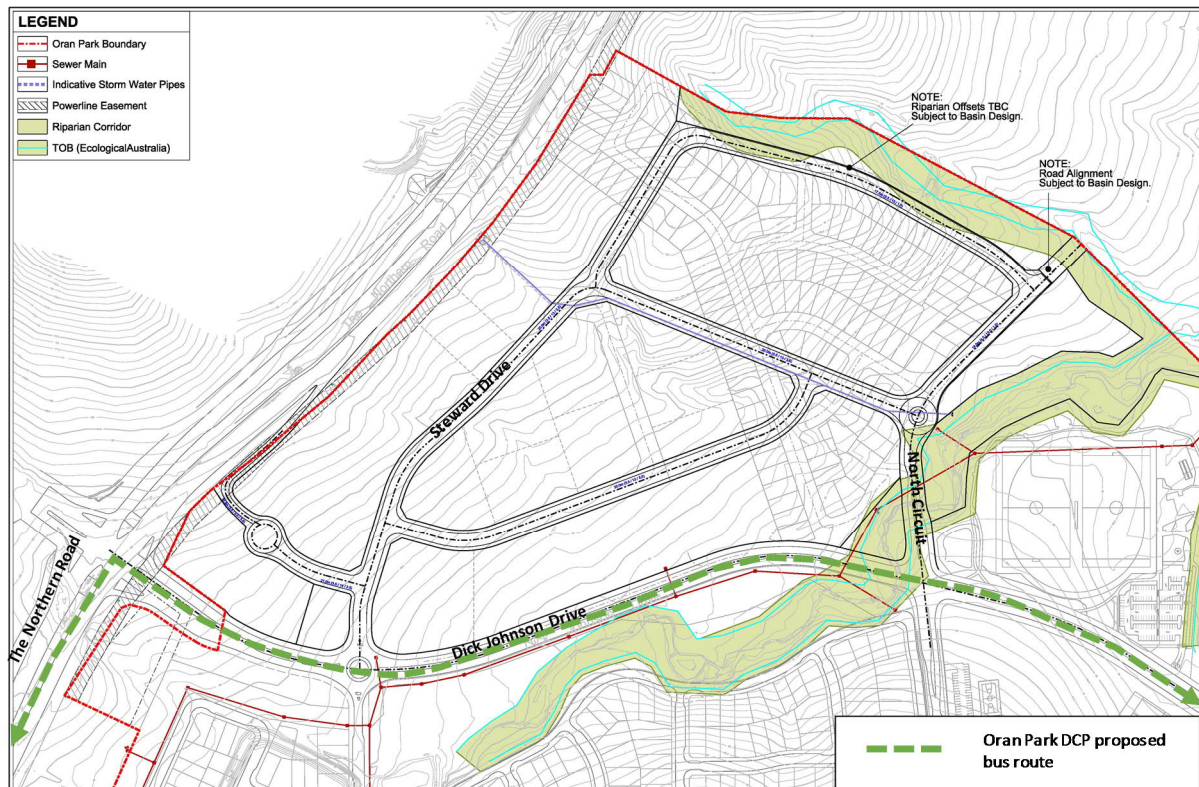 LEGEND
Oran Park Boundary
Sewer Main
Indicative Storm Water Pipes
Powerline Easement
Riparian Corridor
TOB (EcologicalAustralia)
NOTE:
Riparian Offsets TBC
Subject to Basin Design.
NOTE:
Road Alignment
Subject to Basin Design.
The Northern Road
Steward Drive
North Circuit
The Northern Road
Dick Johnson Drive
Oran Park DCP proposed
bus route